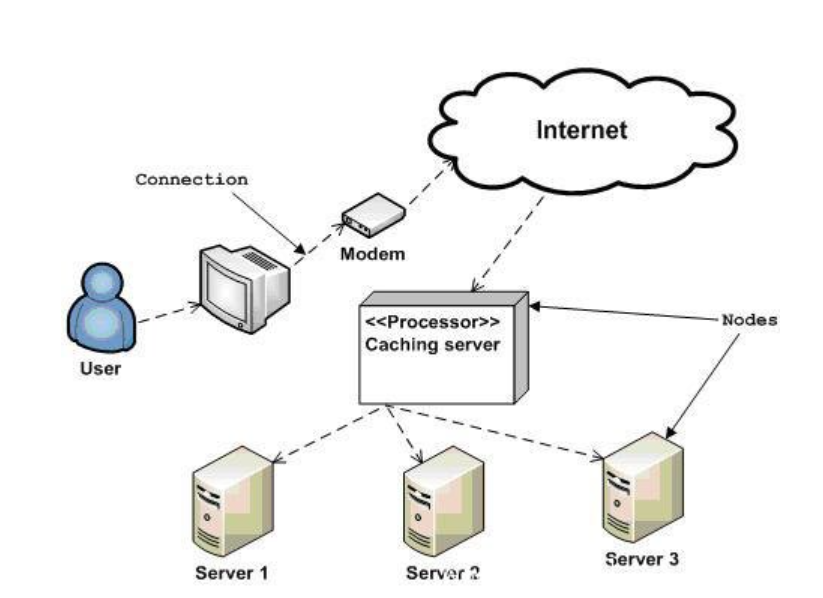 Internet
Connection
Modem
User
<<Processor>>
Caching server
Nodes
Server 1
Server 2
Server 3